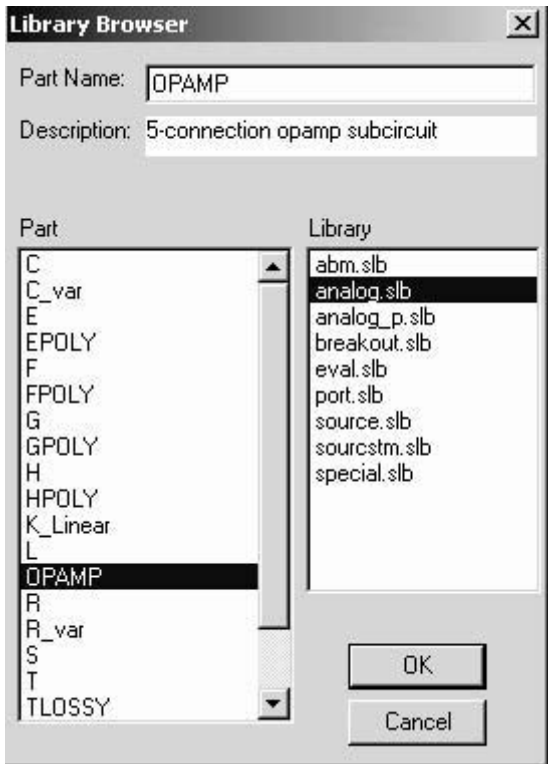 Library Browser
Part Name: OPAMP
Description: 5-connection opamp subcircuit
Part
C
C_var
E
EPOLY
F
FPOLY
G
GPOLY
H
HPOLY
K_Linear
L
OPAMP
R
R_var
S
T
TLOSSY
Library
abm.slb
analog.slb
analog_p.slb
breakout.slb
eval.slb
port.slb
source.slb
sourcstm.slb
special.slb
OK
Cancel